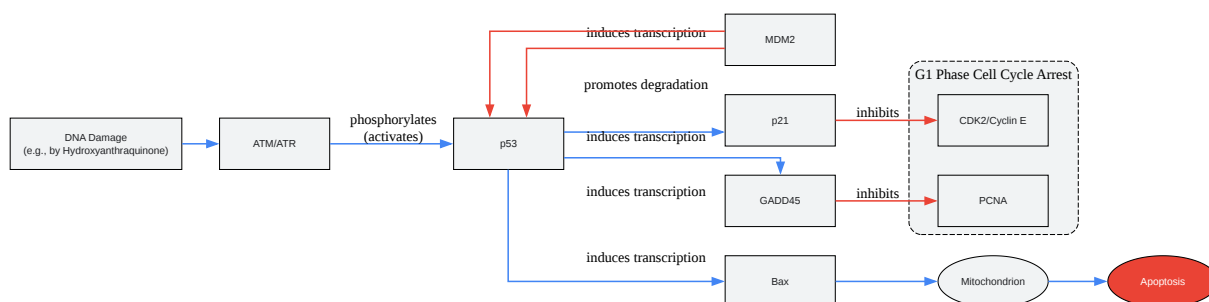 DNA Damage
(e.g., by Hydroxyanthraquinone)
ATM/ATR
phosphorylates
(activates)
p53
induces transcription
MDM2
promotes degradation
induces transcription
p21
inhibits
G1 Phase Cell Cycle Arrest
CDK2/Cyclin E
induces transcription
GADD45
inhibits
PCNA
induces transcription
Bax
Mitochondrion
Apoptosis